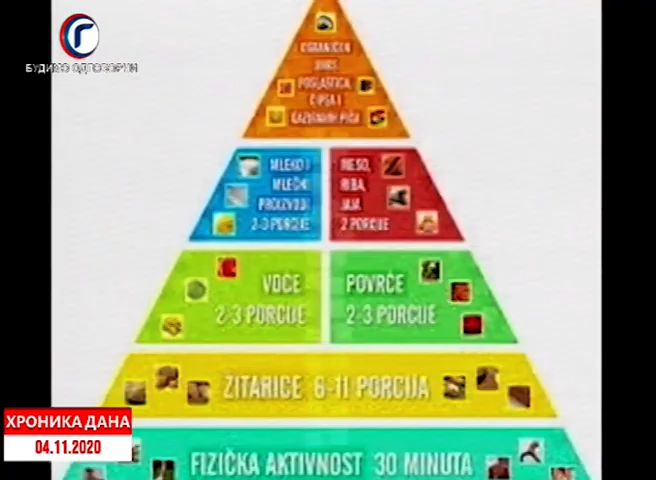 БУДИМО ОДГОВОРНИ
OGRANIČEN
UNOS
POSLASTICA,
ČIPSA I
GAZIRANIH PIĆA
MLEKO I
MLEČNI
PROIZVODI
2-3 PORCIJE
MESO,
RIBA,
JAJA
2 PORCIJE
VOĆE
2-3 PORCIJE
POVRĆE
2-3 PORCIJE
ŽITARICE 6-11 PORCIJA
FIZIČKA AKTIVNOST 30 MINUTA
ХРОНИКА ДАНА
04.11.2020